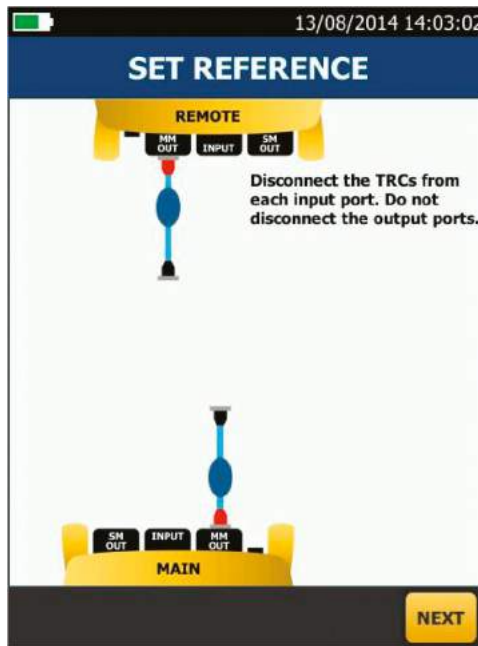 13/08/2014 14:03:02
SET REFERENCE
REMOTE
MM
OUT
INPUT
SM
OUT
Disconnect the TRCs from
each input port. Do not
disconnect the output ports.
SM
OUT
INPUT
MM
OUT
MAIN
NEXT